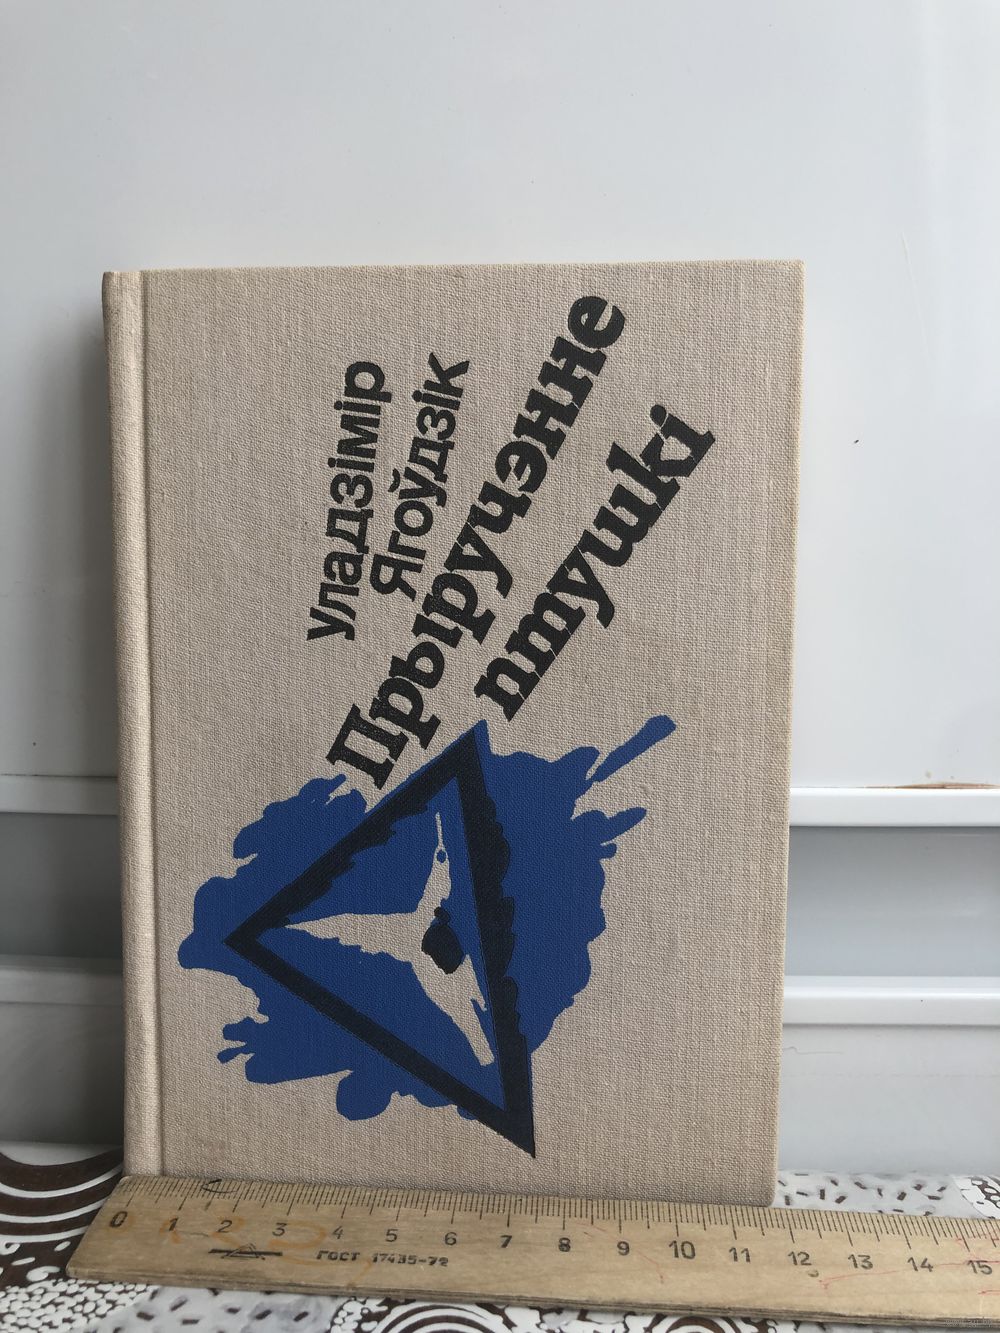 Уладзімір
Ягоўдзік
Прыручэнне
птушкі
0 1 2 3 4 5 6 7 8 9 10 11 12 13 14 15
ГОСТ 17435-72